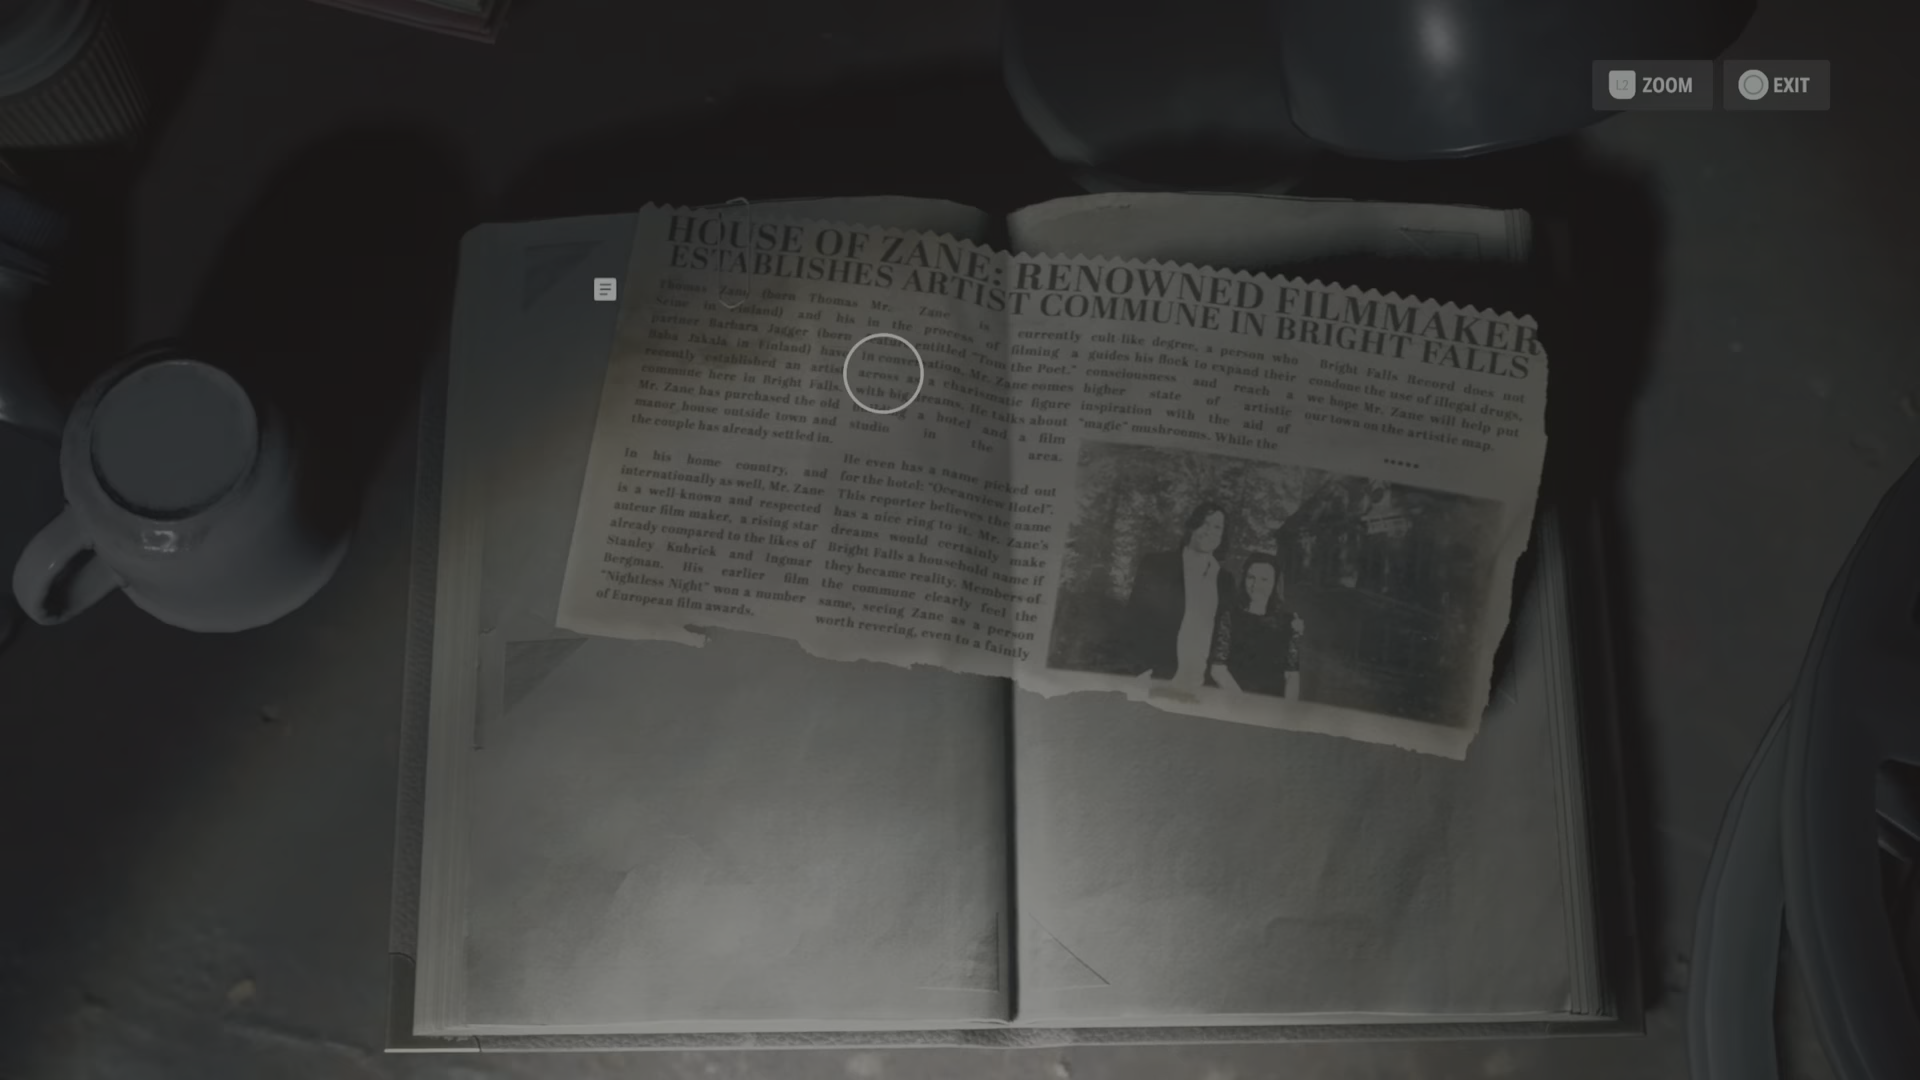 L2 ZOOM
EXIT
HOUSE OF ZANE: RENOWNED FILMMAKER
ESTABLISHES ARTIST COMMUNE IN BRIGHT FALLS
Thomas Zane (born Thomas
Seine in Finland) and his
partner Barbara Jagger (born
Baba Jakala in Finland) have
recently established an artist
commune here in Bright Falls.
Mr. Zane has purchased the old
manor house outside town and
the couple has already settled in.
In his home country, and
internationally as well, Mr. Zane
is a well-known and respected
auteur film maker, a rising star
already compared to the likes of
Stanley Kubrick and Ingmar
Bergman. His earlier film
"Nightless Night" won a number
of European film awards.
Mr. Zane is currently
in the process of filming a
feature entitled "Tom the Poet."
In conversation, Mr. Zane comes
across as a charismatic figure
with big dreams. He talks about
building a hotel and a film
studio in the area.
He even has a name picked out
for the hotel: "Oceanview Hotel".
This reporter believes the name
has a nice ring to it. Mr. Zane's
dreams would certainly make
Bright Falls a household name if
they became reality. Members of
the commune clearly feel the
same, seeing Zane as a person
worth revering, even to a faintly
cult-like degree, a person who
guides his flock to expand their
consciousness and reach a
higher state of artistic
inspiration with the aid of
"magic" mushrooms. While the
Bright Falls Record does not
condone the use of illegal drugs,
we hope Mr. Zane will help put
our town on the artistic map.